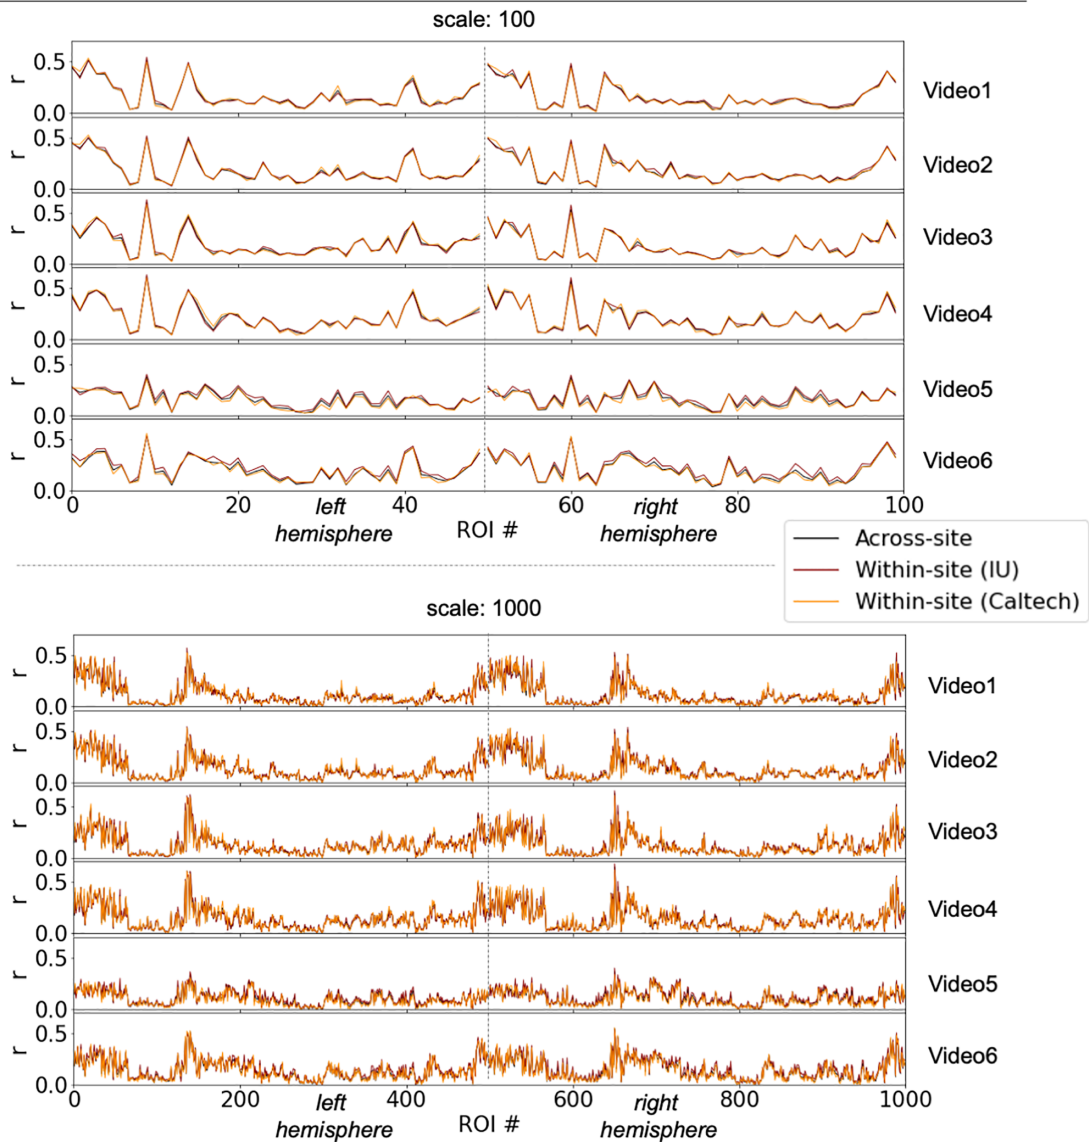 scale: 100
r
0.5
0.0
Video1
r
0.5
0.0
Video2
r
0.5
0.0
Video3
r
0.5
0.0
Video4
r
0.5
0.0
Video5
r
0.5
0.0
Video6
0 20 40 60 80 100
left hemisphere
ROI #
right hemisphere
Across-site
Within-site (IU)
Within-site (Caltech)
scale: 1000
r
0.5
0.0
Video1
r
0.5
0.0
Video2
r
0.5
0.0
Video3
r
0.5
0.0
Video4
r
0.5
0.0
Video5
r
0.5
0.0
Video6
0 200 400 600 800 1000
left hemisphere
ROI #
right hemisphere